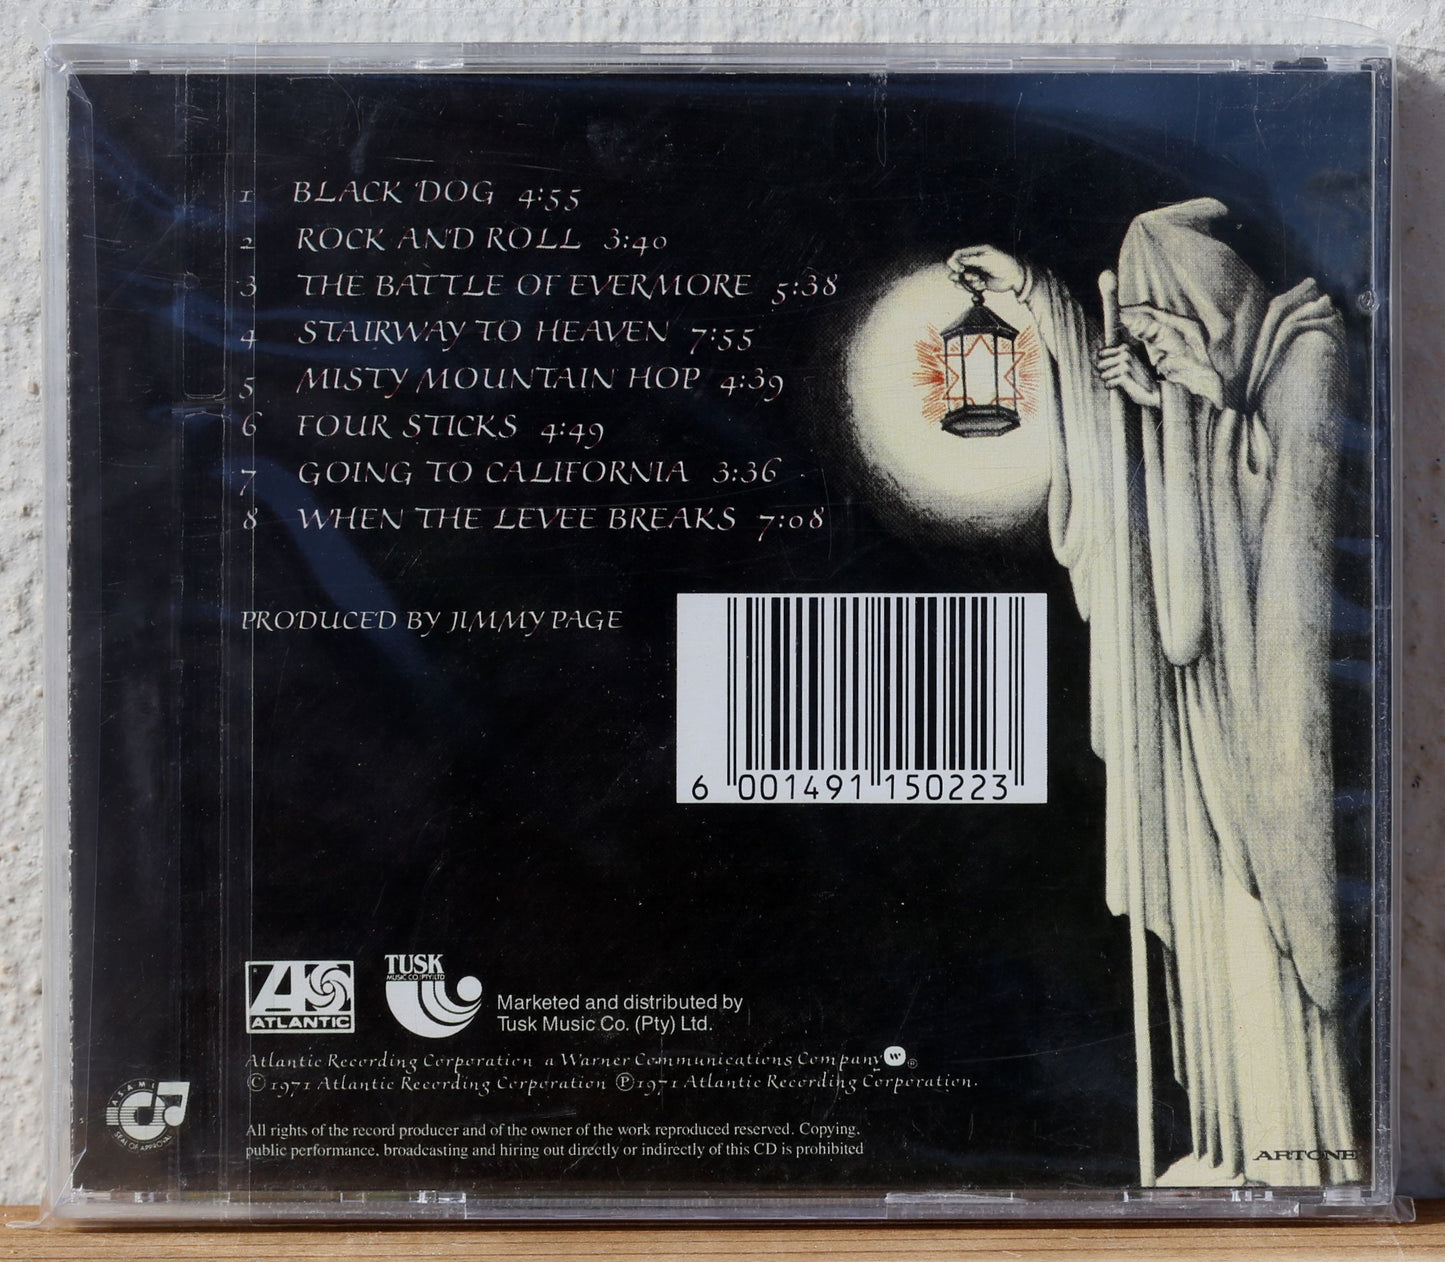 1 BLACK DOG 4:55
2 ROCK AND ROLL 3:40
3 THE BATTLE OF EVERMORE 5:38
4 STAIRWAY TO HEAVEN 7:55
5 MISTY MOUNTAIN HOP 4:39
6 FOUR STICKS 4:49
7 GOING TO CALIFORNIA 3:36
8 WHEN THE LEVEE BREAKS 7:08
PRODUCED BY JIMMY PAGE
6 001491 150223
ATLANTIC
TUSK
MUSIC CO. (PTY) LTD
Marketed and distributed by
Tusk Music Co. (Pty) Ltd.
Atlantic Recording Corporation a Warner Communications Company W ®
© 1971 Atlantic Recording Corporation ℗ 1971 Atlantic Recording Corporation.
ASAMI
SEAL OF APPROVAL
All rights of the record producer and of the owner of the work reproduced reserved. Copying,
public performance, broadcasting and hiring out directly or indirectly of this CD is prohibited
ARTONE